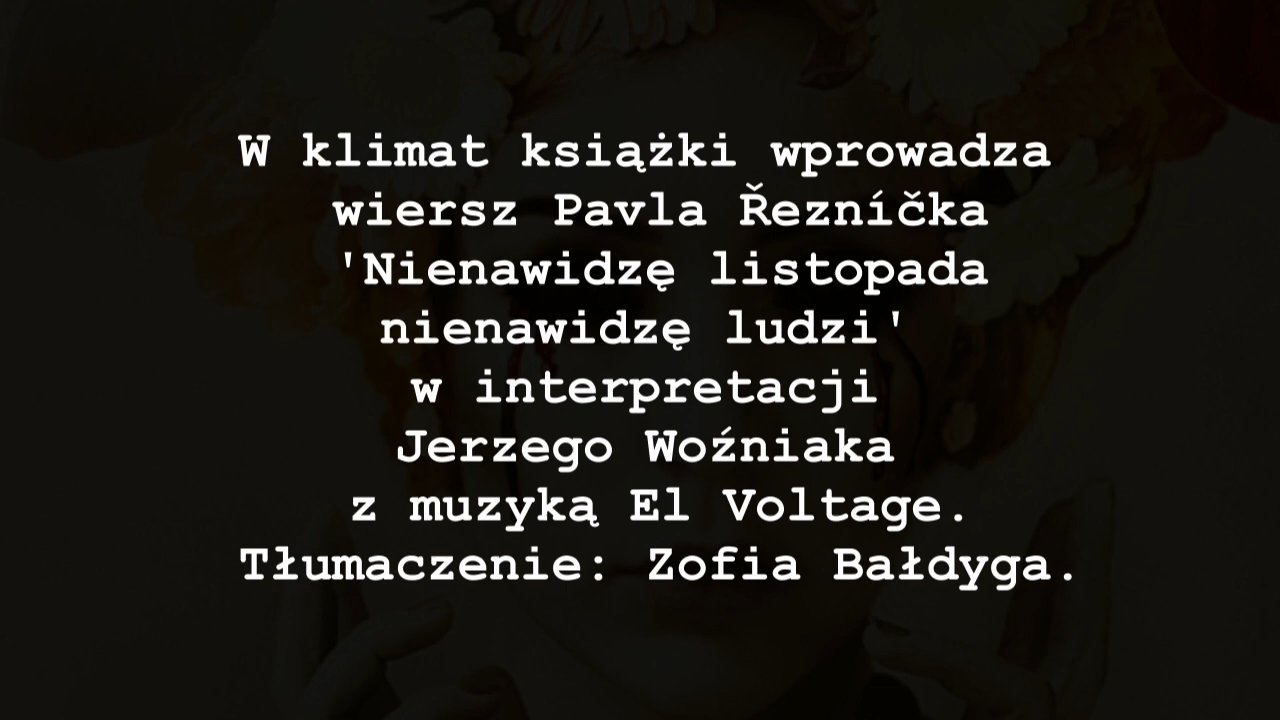 W klimat książki wprowadza
wiersz Pavla Řezníčka
'Nienawidzę listopada
nienawidzę ludzi'
w interpretacji
Jerzego Woźniaka
z muzyką El Voltage.
Tłumaczenie: Zofia Bałdyga.